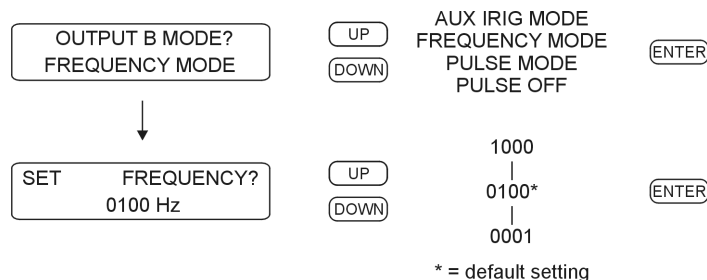 OUTPUT B MODE?
FREQUENCY MODE
UP
DOWN
AUX IRIG MODE
FREQUENCY MODE
PULSE MODE
PULSE OFF
ENTER
SET FREQUENCY?
0100 Hz
UP
DOWN
1000
0100*
0001
ENTER
* = default setting